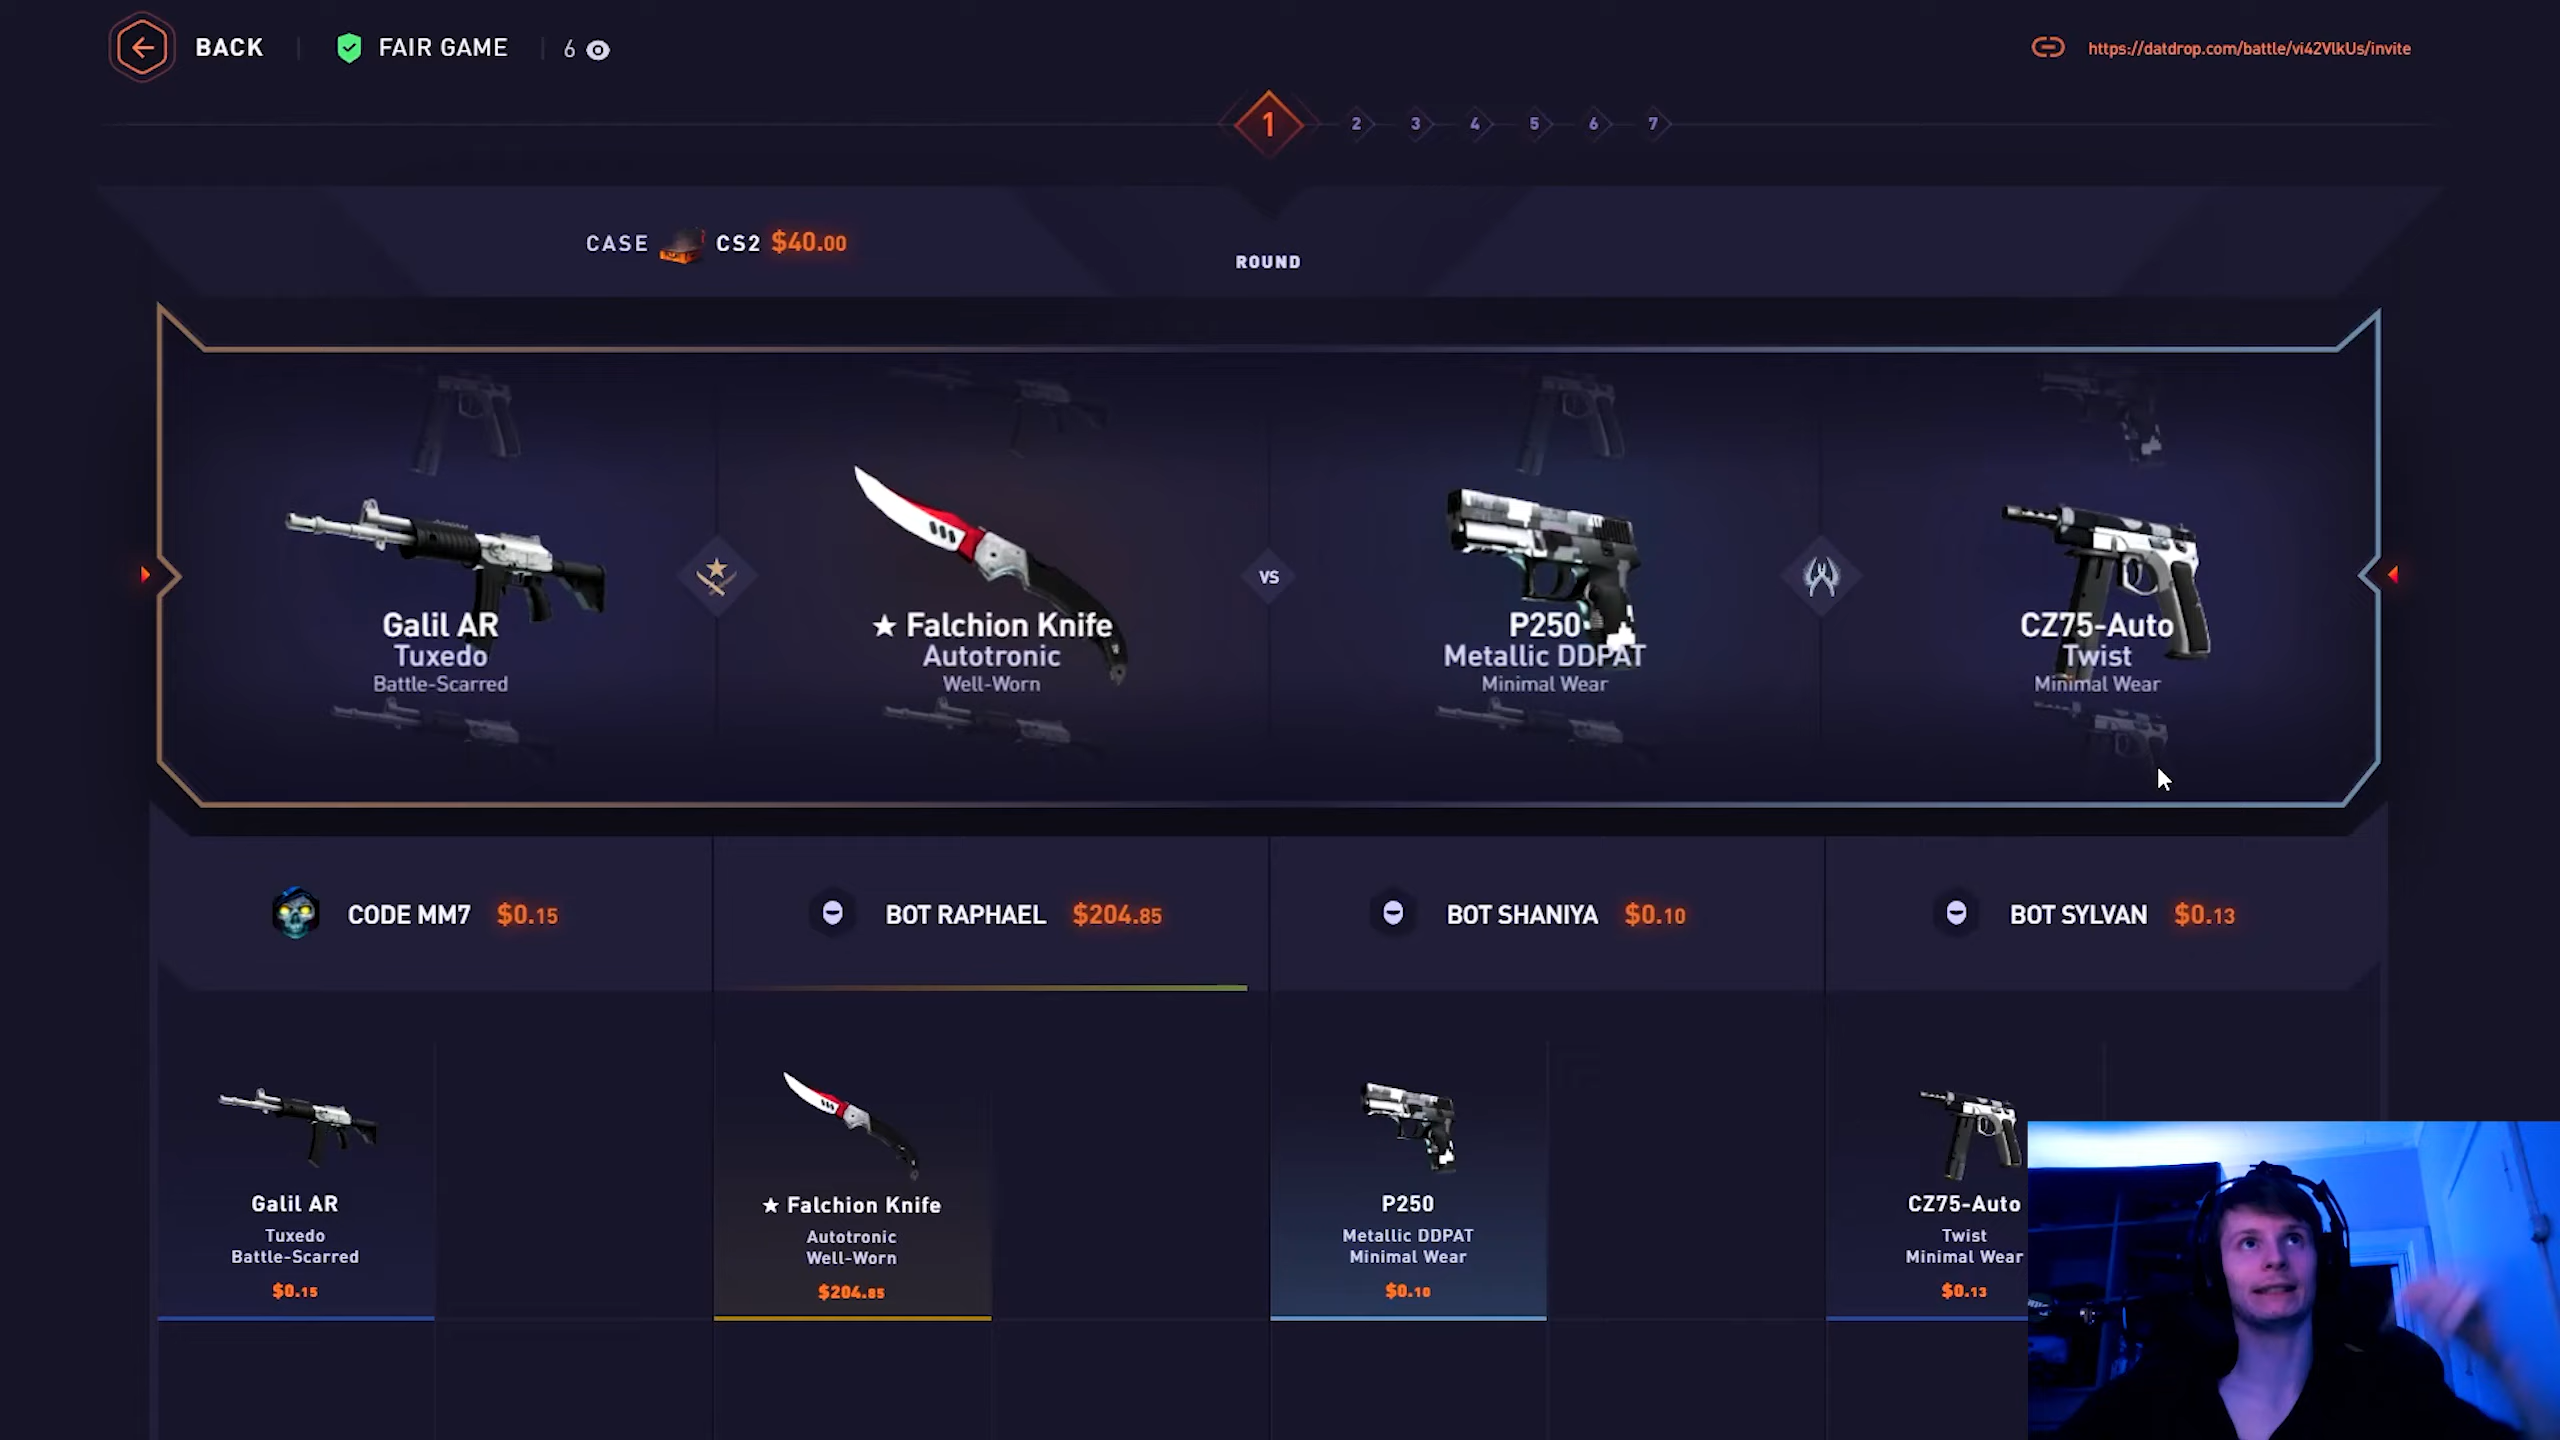 BACK
FAIR GAME
6
https://datdrop.com/battle/vi42VlkUs/invite
1 2 3 4 5 6 7
CASE CS2 $40.00
ROUND
Galil AR
Tuxedo
Battle-Scarred
★ Falchion Knife
Autotronic
Well-Worn
VS
P250
Metallic DDPAT
Minimal Wear
CZ75-Auto
Twist
Minimal Wear
CODE MM7 $0.15
BOT RAPHAEL $204.85
BOT SHANIYA $0.10
BOT SYLVAN $0.13
Galil AR
Tuxedo
Battle-Scarred
$0.15
★ Falchion Knife
Autotronic
Well-Worn
$204.85
P250
Metallic DDPAT
Minimal Wear
$0.10
CZ75-Auto
Twist
Minimal Wear
$0.13